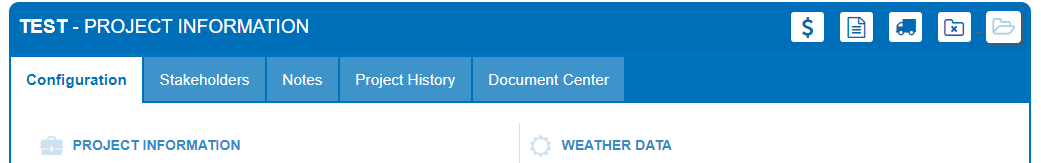 TEST - PROJECT INFORMATION
$
Configuration Stakeholders Notes Project History Document Center
PROJECT INFORMATION WEATHER DATA